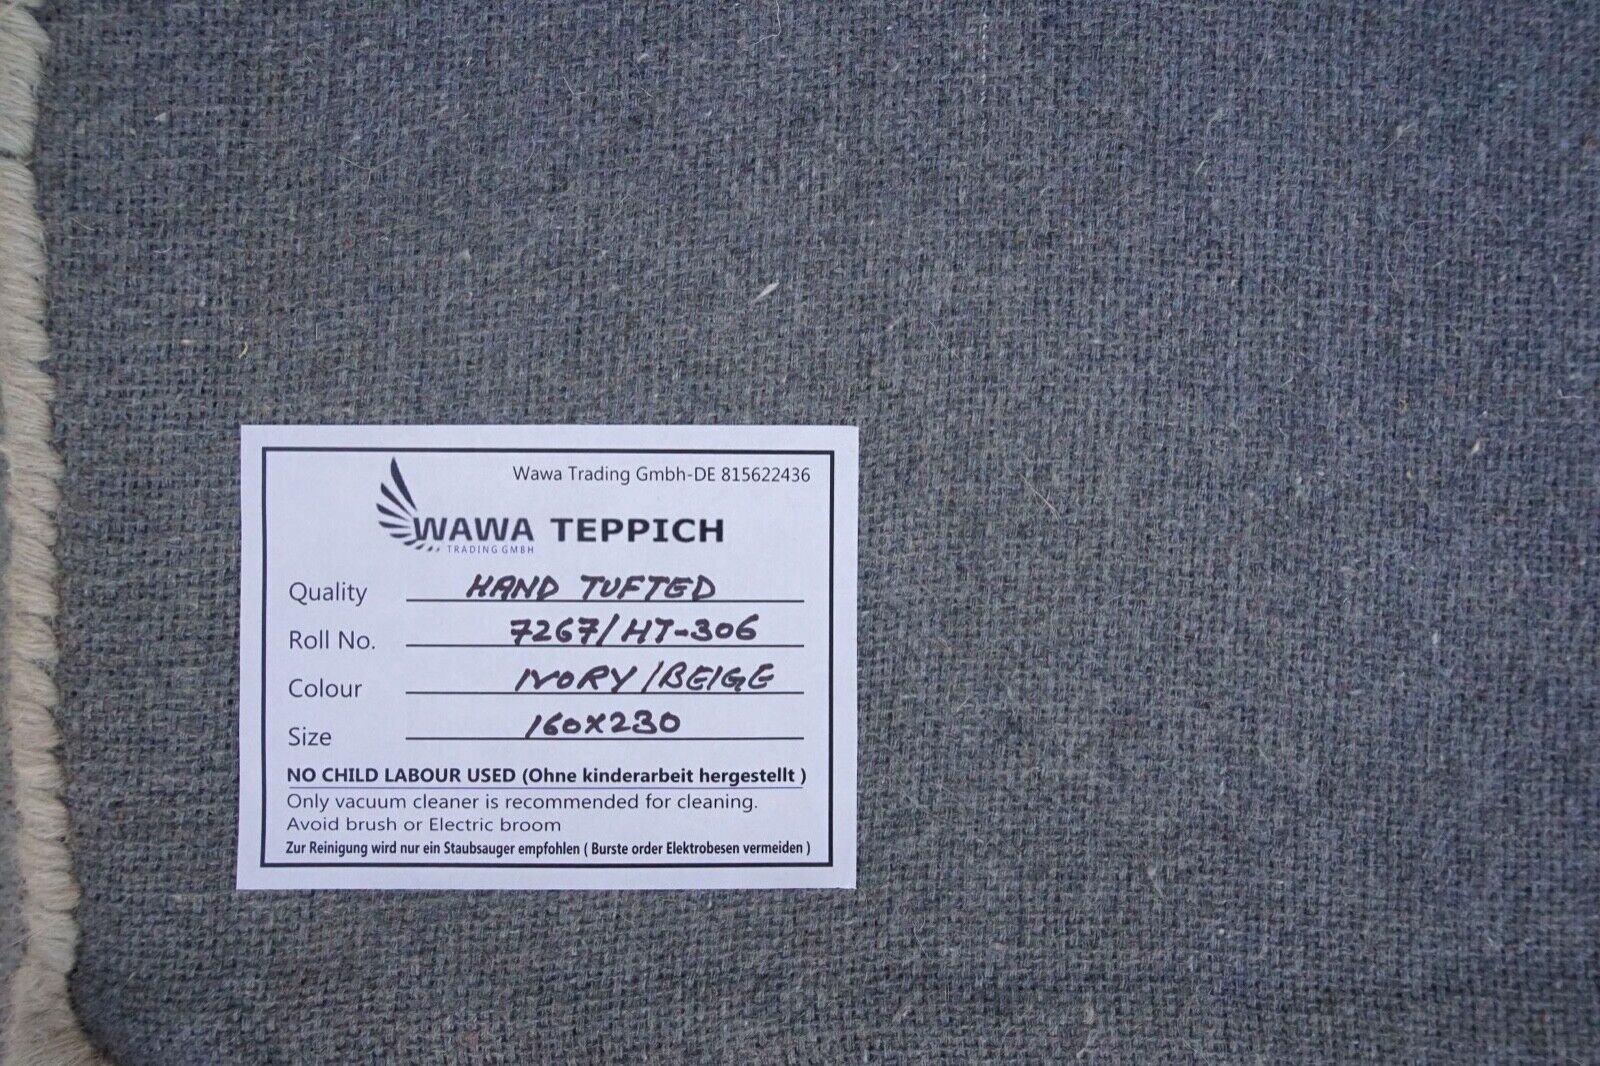 Wawa Trading Gmbh-DE 815622436
WAWA TEPPICH
TRADING GMBH
Quality HAND TUFTED
Roll No. 7267/HT-306
Colour IVORY/BEIGE
Size 160X230
NO CHILD LABOUR USED (Ohne kinderarbeit hergestellt )
Only vacuum cleaner is recommended for cleaning.
Avoid brush or Electric broom
Zur Reinigung wird nur ein Staubsauger empfohlen ( Burste order Elektrobesen vermeiden )